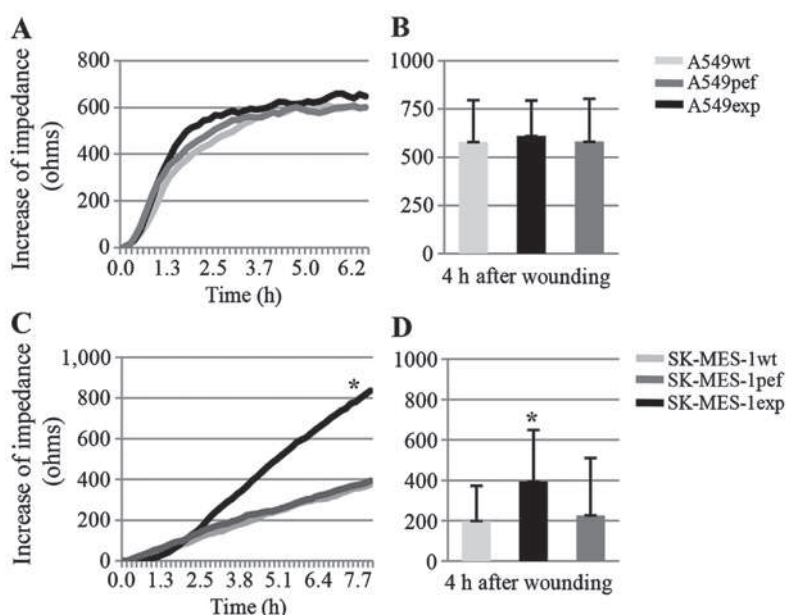 A
Increase of impedance
(ohms)
800
600
400
200
0
0.0 1.3 2.5 3.7 5.0 6.2
Time (h)
B
1000
750
500
250
0
4 h after wounding
A549wt
A549pef
A549exp
C
Increase of impedance
(ohms)
1,000
800
600
400
200
0
*
0.0 1.3 2.5 3.8 5.1 6.4 7.7
Time (h)
D
1000
800
600
400
200
0
*
4 h after wounding
SK-MES-1wt
SK-MES-1pef
SK-MES-1exp